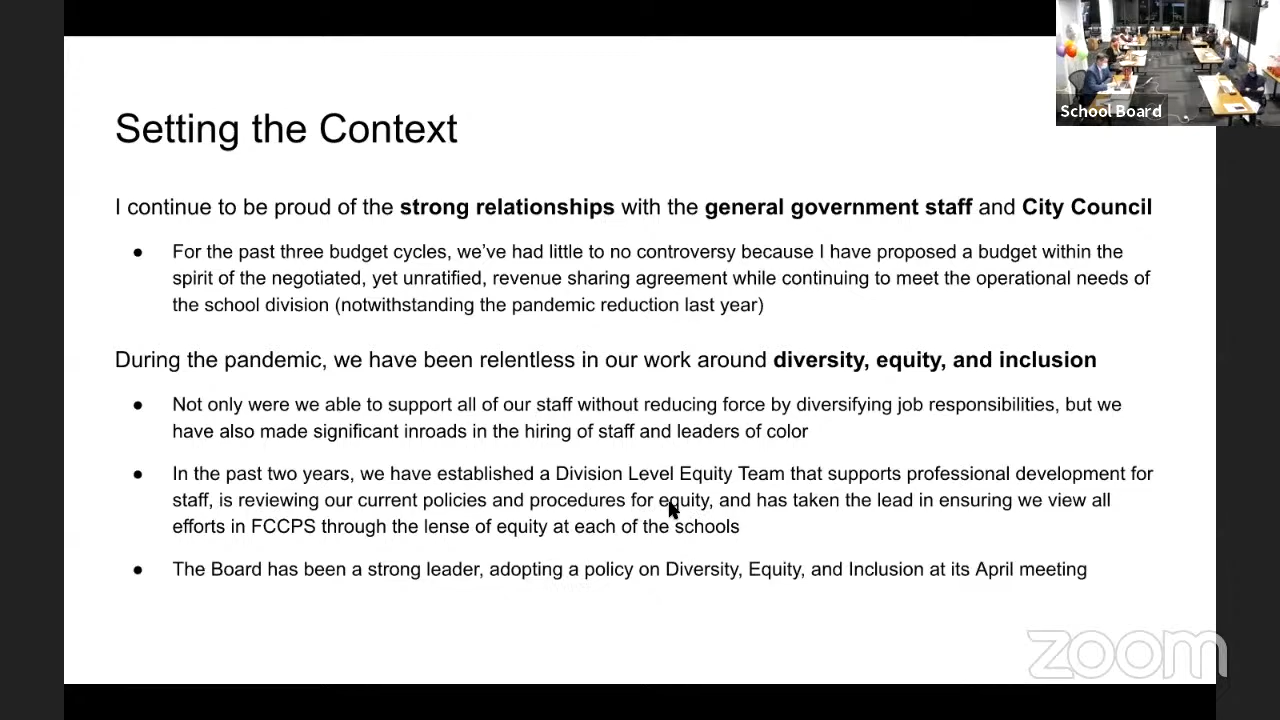 School Board
Setting the Context
I continue to be proud of the strong relationships with the general government staff and City Council
● For the past three budget cycles, we've had little to no controversy because I have proposed a budget within the
spirit of the negotiated, yet unratified, revenue sharing agreement while continuing to meet the operational needs of
the school division (notwithstanding the pandemic reduction last year)
During the pandemic, we have been relentless in our work around diversity, equity, and inclusion
● Not only were we able to support all of our staff without reducing force by diversifying job responsibilities, but we
have also made significant inroads in the hiring of staff and leaders of color
● In the past two years, we have established a Division Level Equity Team that supports professional development for
staff, is reviewing our current policies and procedures for equity, and has taken the lead in ensuring we view all
efforts in FCCPS through the lense of equity at each of the schools
● The Board has been a strong leader, adopting a policy on Diversity, Equity, and Inclusion at its April meeting
zoom